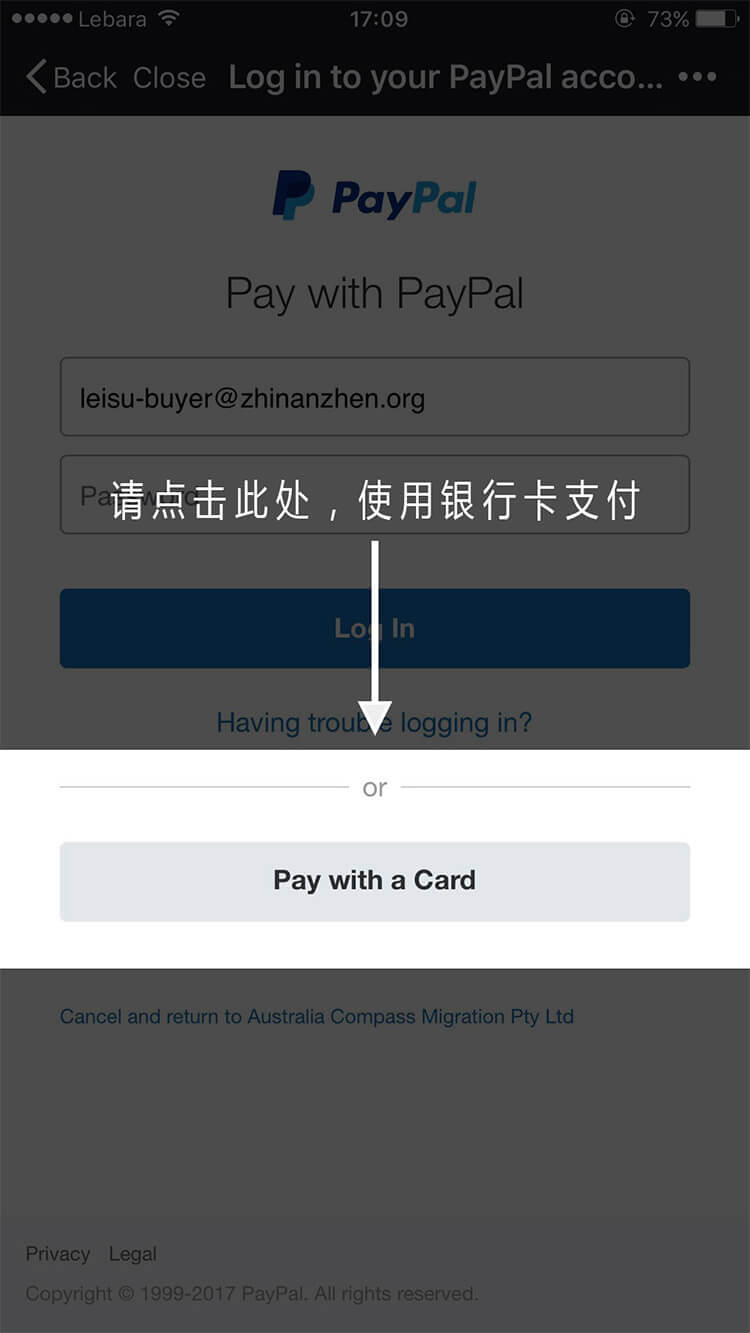 Lebara 17:09 73%
Back Close Log in to your PayPal acco...
PayPal
Pay with PayPal
leisu-buyer@zhinanzhen.org
Password
请点击此处，使用银行卡支付
Log In
Having trouble logging in?
or
Pay with a Card
Cancel and return to Australia Compass Migration Pty Ltd
Privacy Legal
Copyright © 1999-2017 PayPal. All rights reserved.